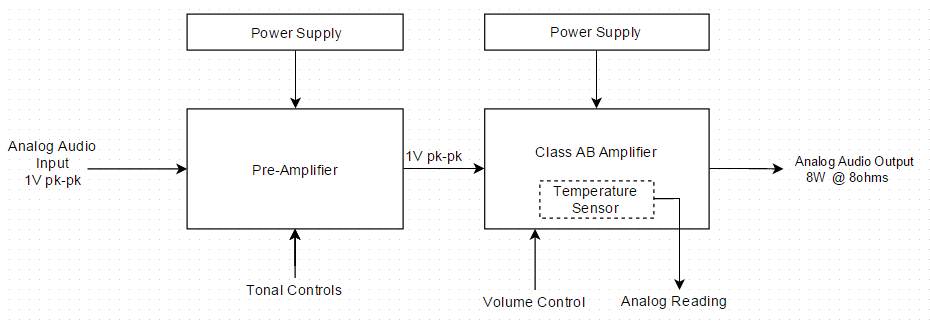 Power Supply
Power Supply
Analog Audio
Input
1V pk-pk
Pre-Amplifier
1V pk-pk
Class AB Amplifier
Temperature
Sensor
Analog Audio Output
8W @ 8ohms
Tonal Controls
Volume Control
Analog Reading